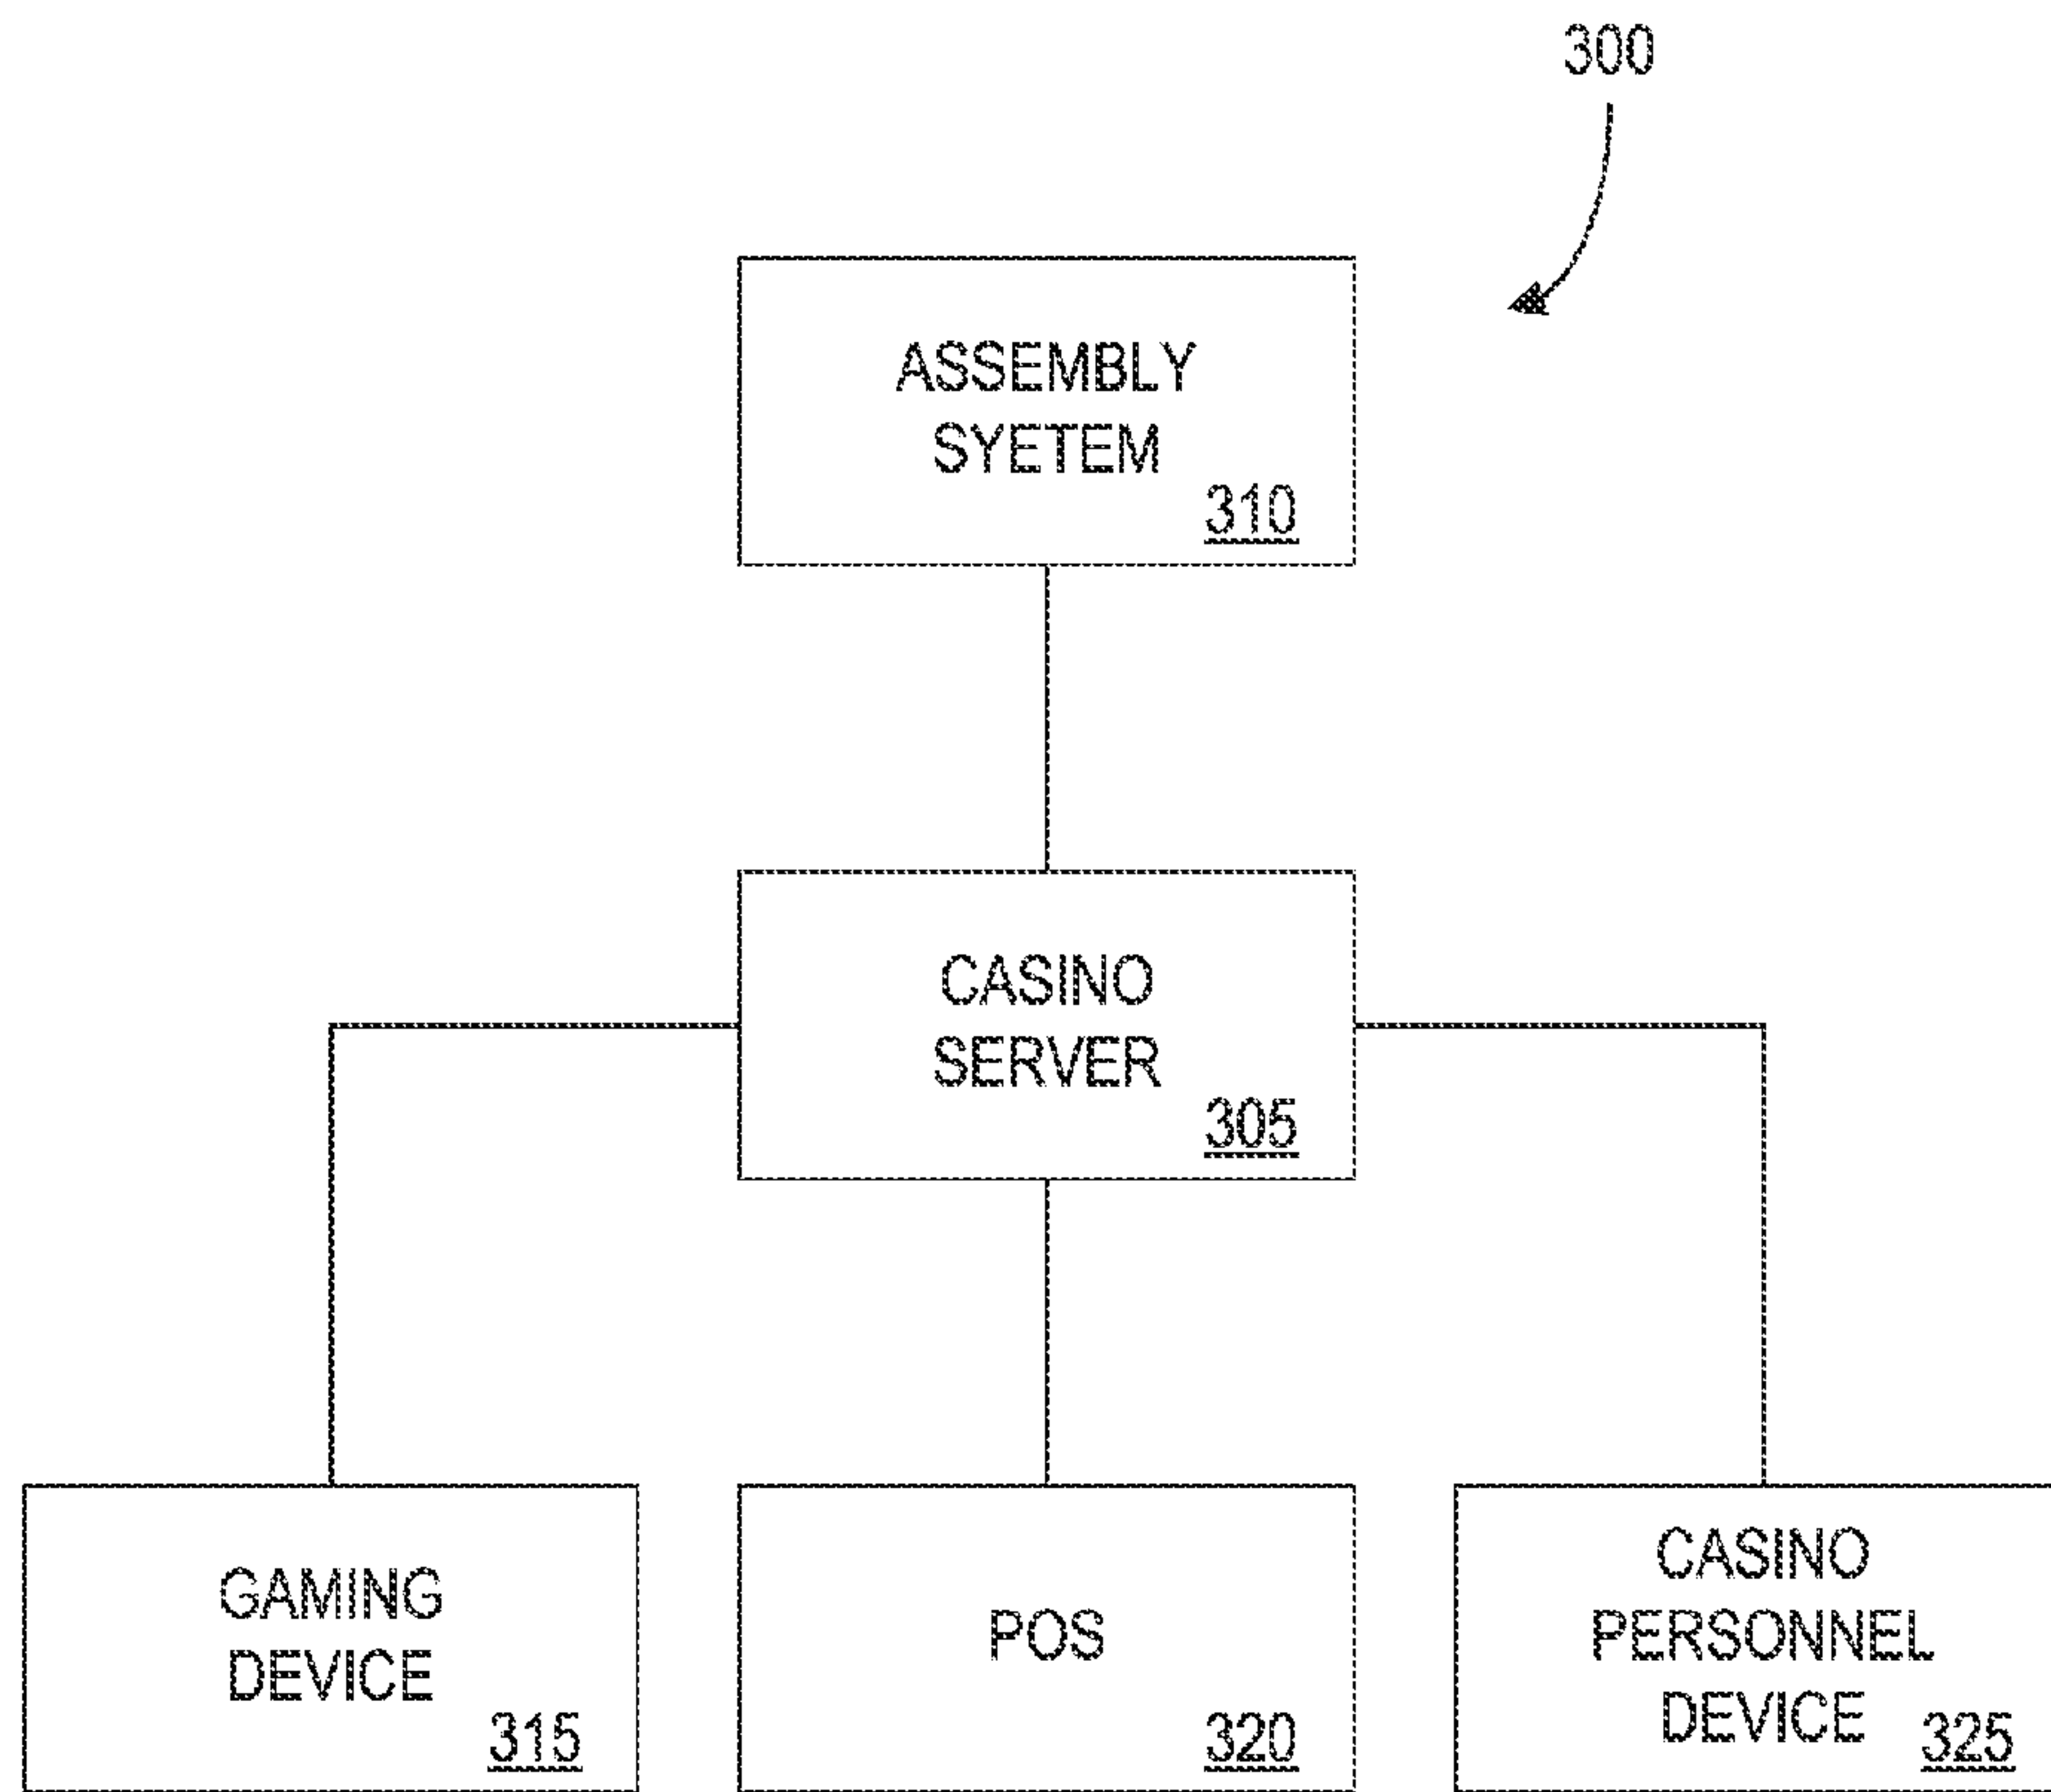 300
ASSEMBLY
SYETEM
310
CASINO
SERVER
305
GAMING
DEVICE
315
POS
320
CASINO
PERSONNEL
DEVICE
325